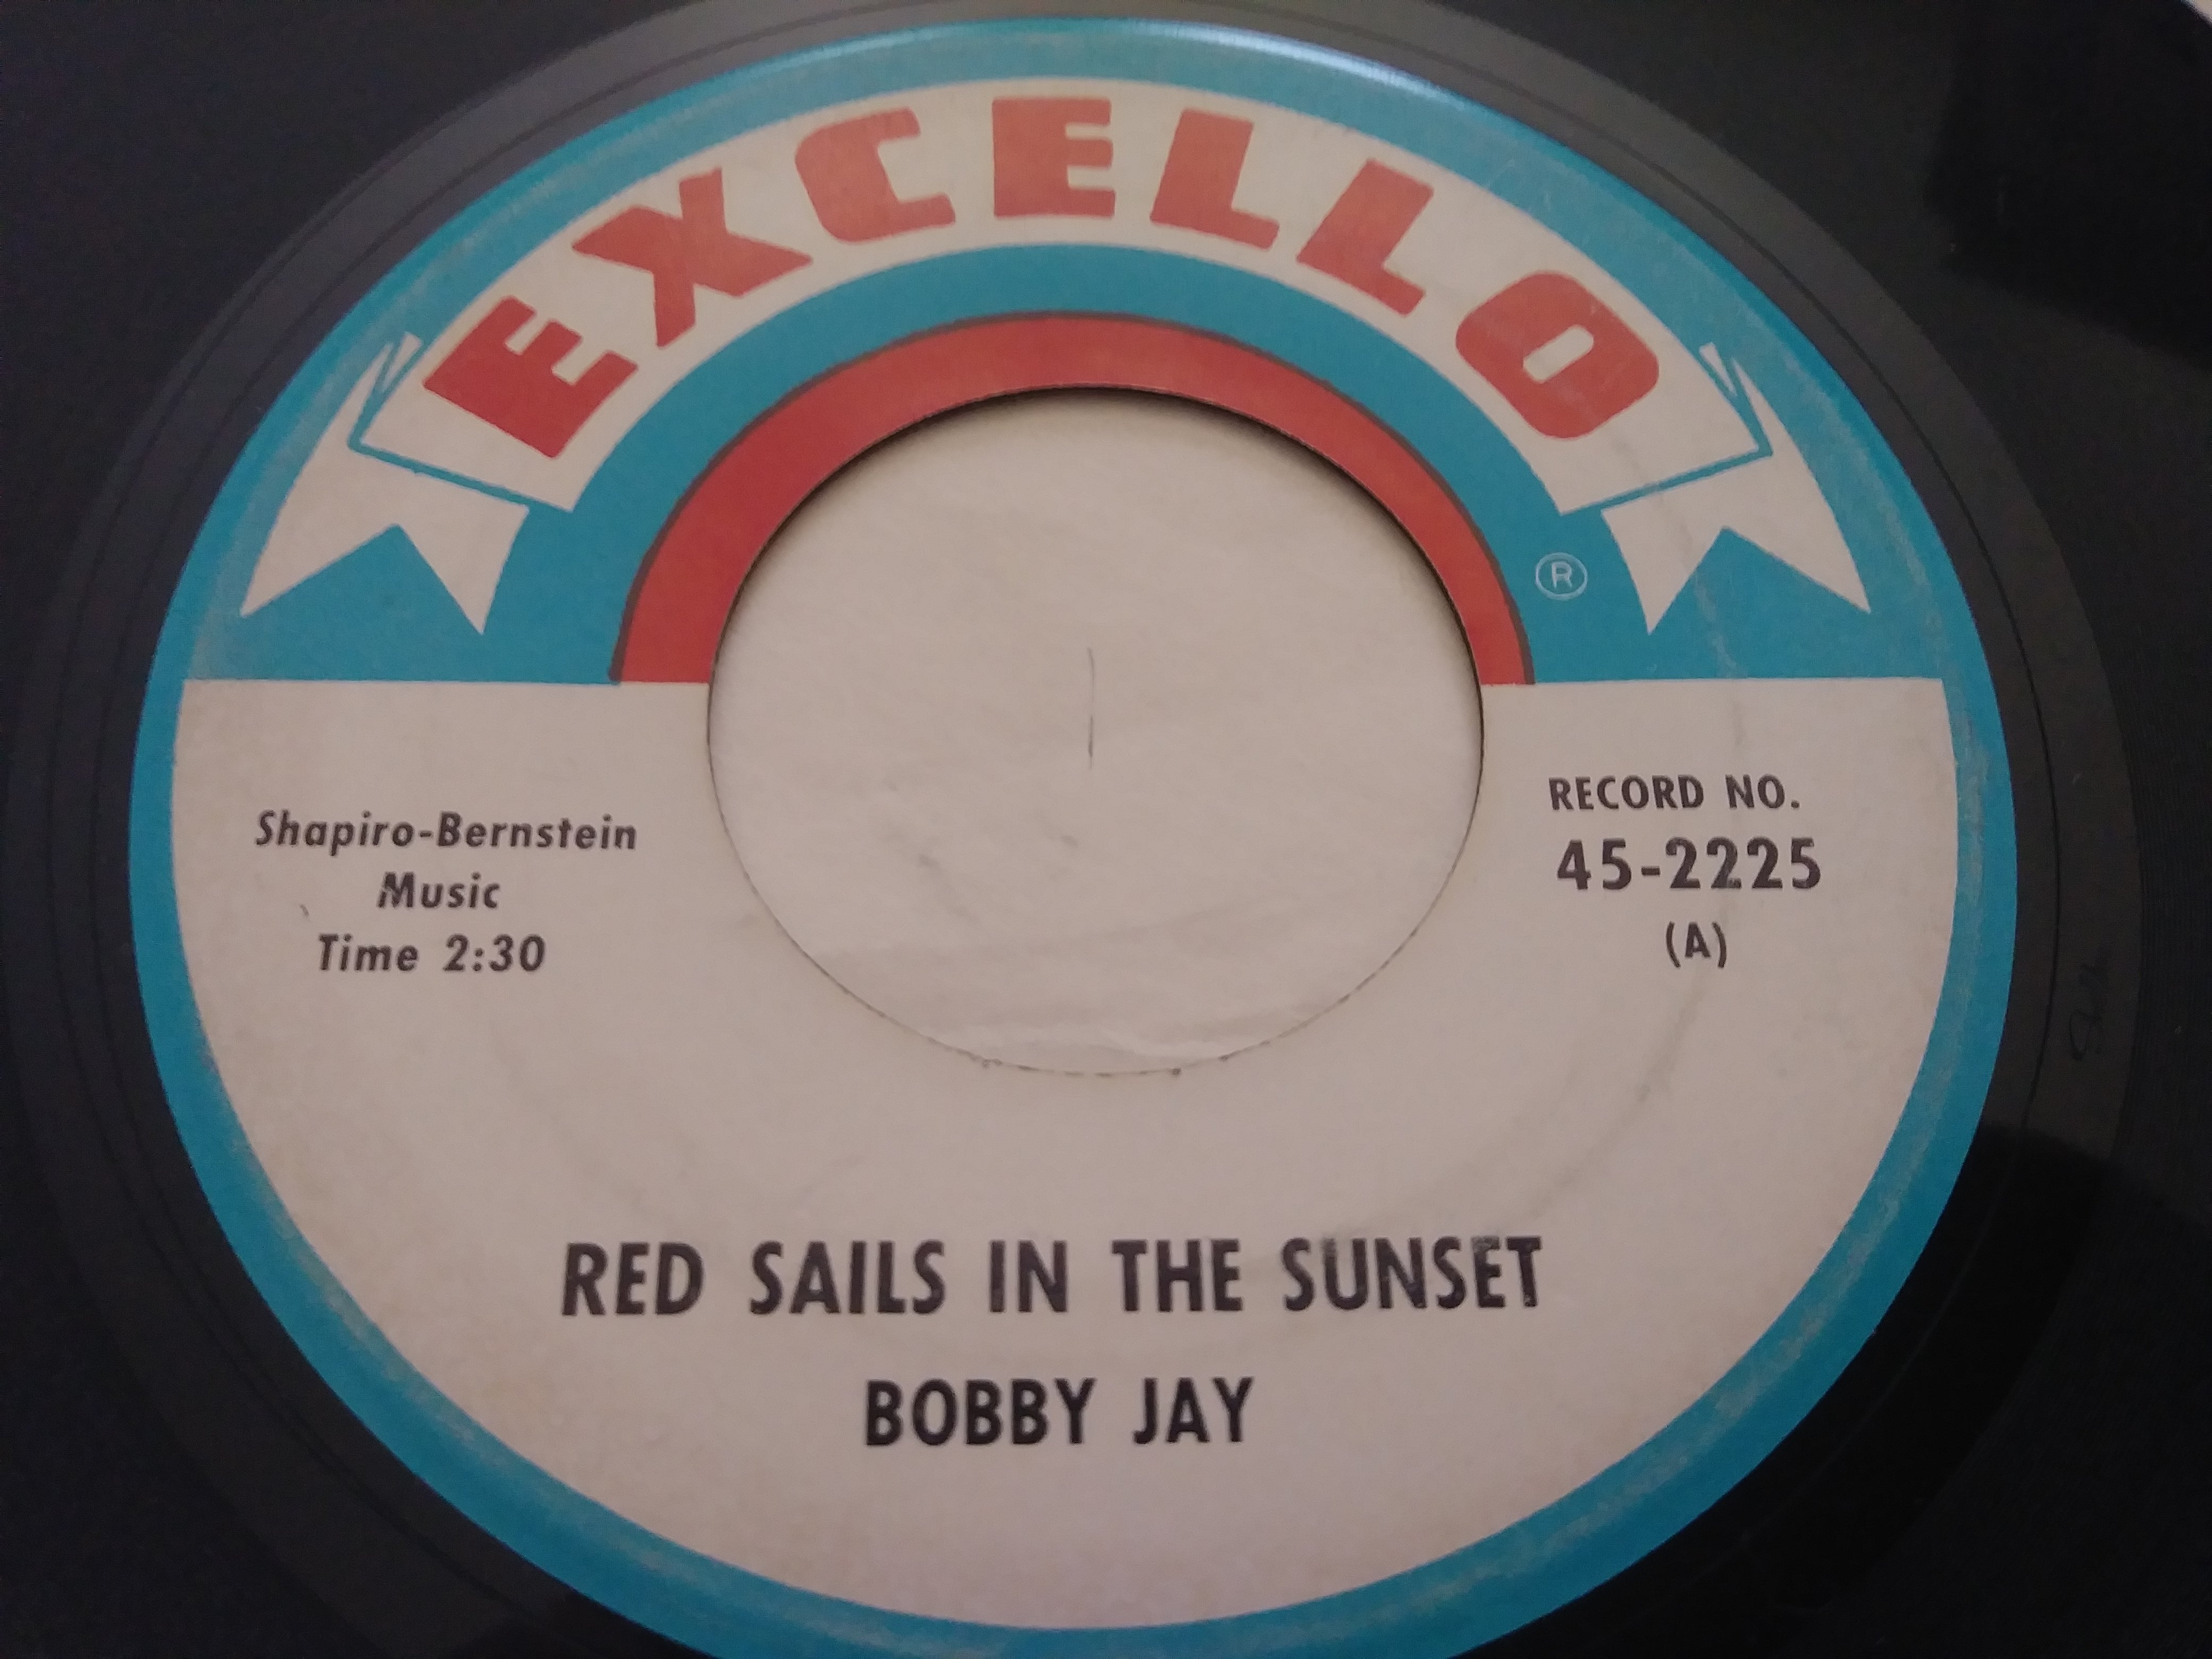 EXCELLO
®
Shapiro-Bernstein
Music
Time 2:30
RECORD NO.
45-2225
(A)
RED SAILS IN THE SUNSET
BOBBY JAY